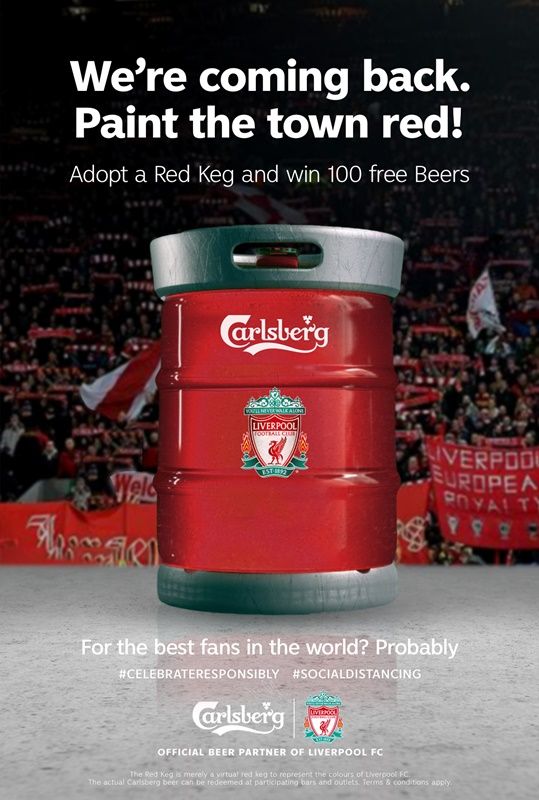 We're coming back.
Paint the town red!
Adopt a Red Keg and win 100 free Beers
Carlsberg
YOU'LL NEVER WALK ALONE
LIVERPOOL
FOOTBALL CLUB
EST·1892
Welc
LIVERPOOL
EUROPEA
ROYALTY
For the best fans in the world? Probably
#CELEBRATERESPONSIBLY #SOCIALDISTANCING
Carlsberg
LIVERPOOL
OFFICIAL BEER PARTNER OF LIVERPOOL FC
The Red Keg is merely a virtual red keg to represent the colours of Liverpool FC.
The actual Carlsberg beer can be redeemed at participating bars and outlets. Terms & conditions apply.